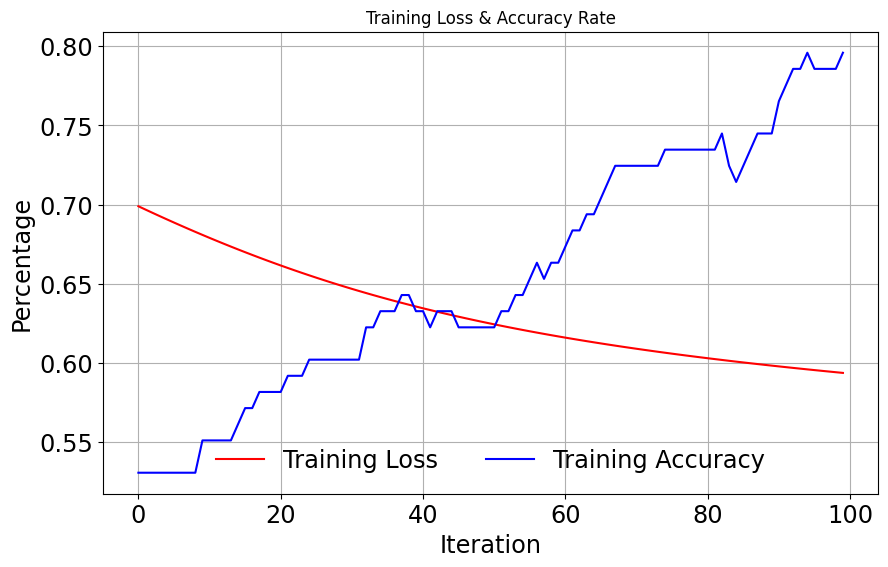 Training Loss & Accuracy Rate
0.80
0.75
0.70
0.65
0.60
0.55
Percentage
Training Loss
Training Accuracy
0 20 40 60 80 100
Iteration